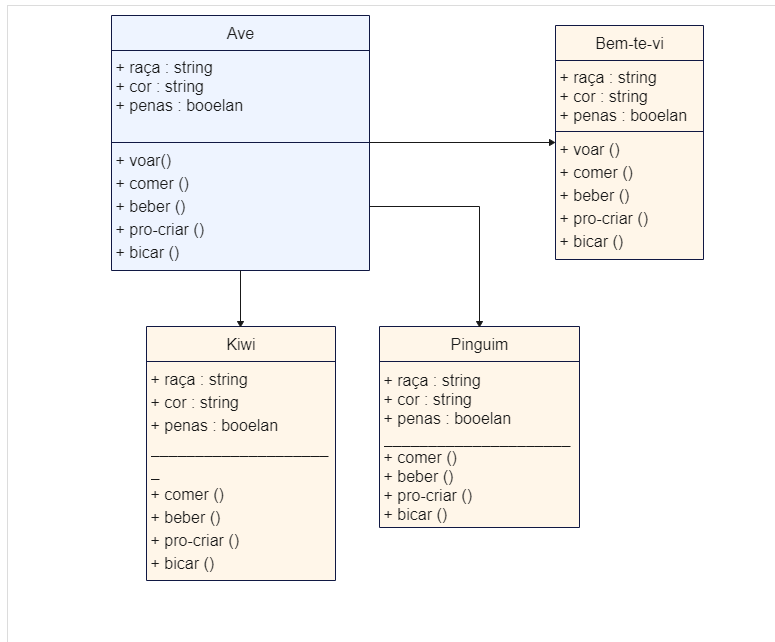 Ave
+ raça : string
+ cor : string
+ penas : booelan
+ voar()
+ comer ()
+ beber ()
+ pro-criar ()
+ bicar ()
Bem-te-vi
+ raça : string
+ cor : string
+ penas : booelan
+ voar ()
+ comer ()
+ beber ()
+ pro-criar ()
+ bicar ()
Kiwi
+ raça : string
+ cor : string
+ penas : booelan
+ comer ()
+ beber ()
+ pro-criar ()
+ bicar ()
Pinguim
+ raça : string
+ cor : string
+ penas : booelan
+ comer ()
+ beber ()
+ pro-criar ()
+ bicar ()